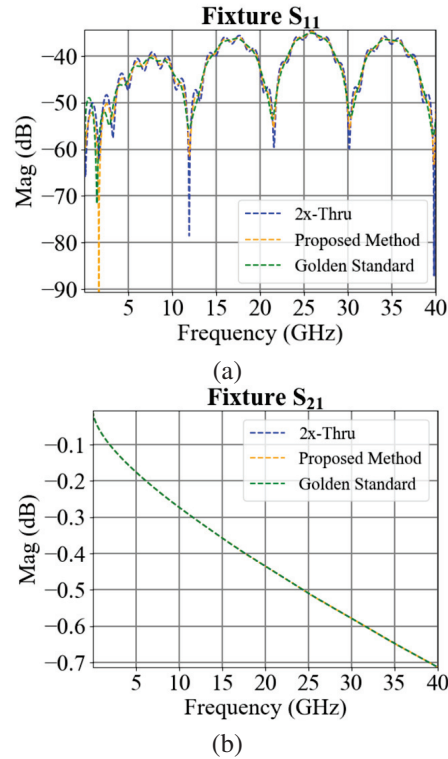 Fixture S11
−40
−50
−60
−70
−80
−90
Mag (dB)
2x-Thru
Proposed Method
Golden Standard
5 10 15 20 25 30 35 40
Frequency (GHz)
(a)
Fixture S21
−0.1
−0.2
−0.3
−0.4
−0.5
−0.6
−0.7
Mag (dB)
2x-Thru
Proposed Method
Golden Standard
5 10 15 20 25 30 35 40
Frequency (GHz)
(b)